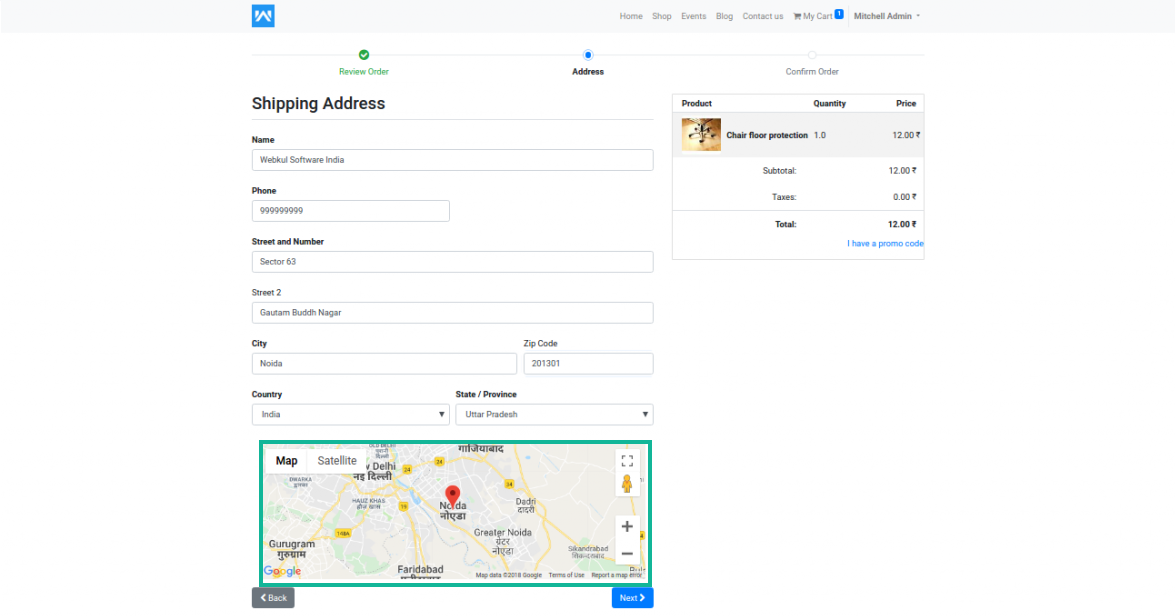 Home Shop Events Blog Contact us My Cart 1 Mitchell Admin
Review Order
Address
Confirm Order
Shipping Address
Name
Webkul Software India
Phone
999999999
Street and Number
Sector 63
Street 2
Gautam Buddh Nagar
City Zip Code
Noida 201301
Country State / Province
India Uttar Pradesh
Product Quantity Price
Chair floor protection 1.0 12.00 ₹
Subtotal: 12.00 ₹
Taxes: 0.00 ₹
Total: 12.00 ₹
I have a promo code
गाजियाबाद
Map Satellite
Delhi 24 24
नई दिल्ली
DWARKA
34
HAUZ KHAS
19
Noida
नोएडा
Dadri
दादरी
148A
Greater Noida
ग्रेटर
नोएडा
Gurugram
गुरुग्राम
Sikandrabad
Faridabad
Google
Map data ©2018 Google Terms of Use Report a map error
Back Next